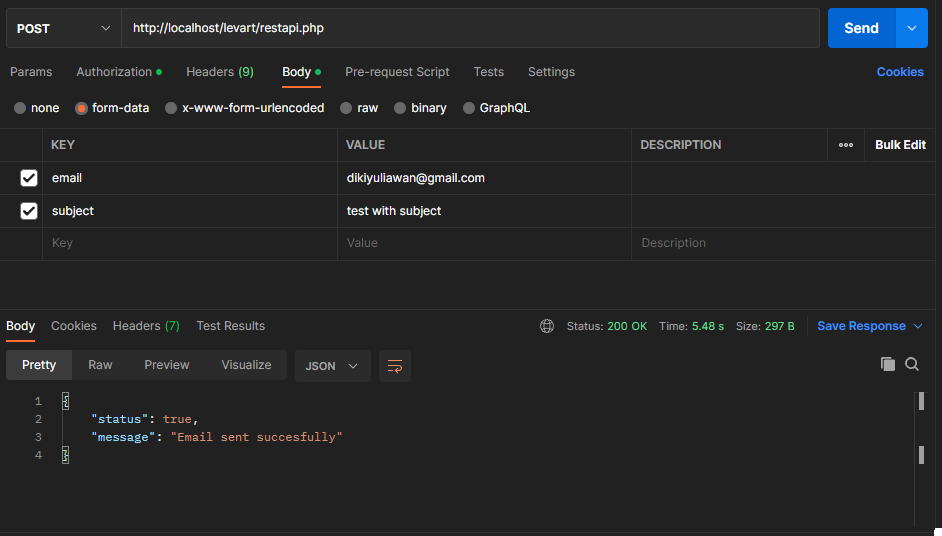 POST http://localhost/levart/restapi.php Send
Params Authorization Headers (9) Body Pre-request Script Tests Settings Cookies
none form-data x-www-form-urlencoded raw binary GraphQL
KEY VALUE DESCRIPTION ooo Bulk Edit
email dikiyuliawan@gmail.com
subject test with subject
Key Value Description
Body Cookies Headers (7) Test Results Status: 200 OK Time: 5.48 s Size: 297 B Save Response
Pretty Raw Preview Visualize JSON
1 {
2 "status": true,
3 "message": "Email sent succesfully"
4 }